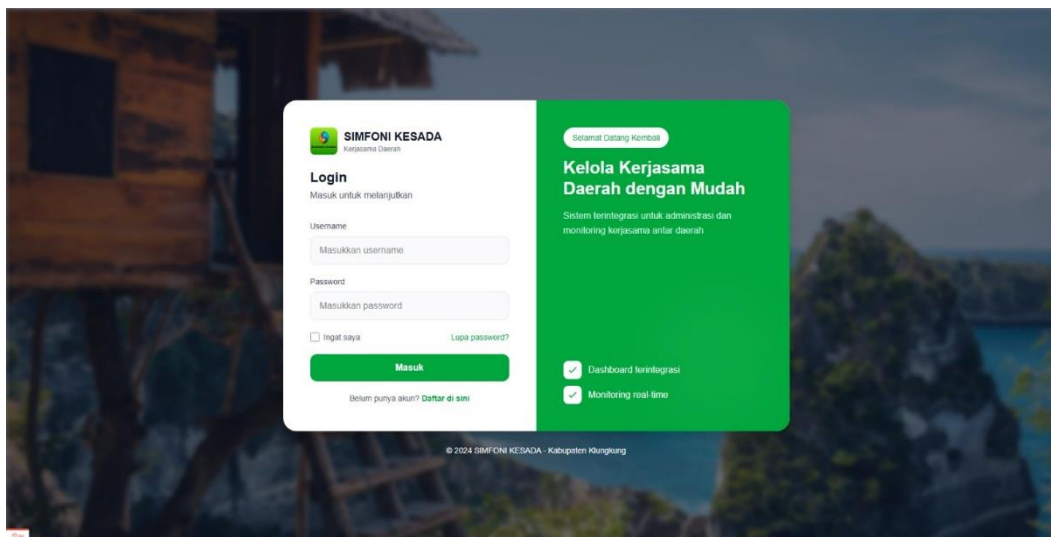 SIMFONI KESADA
Kerjasama Daerah
Login
Masuk untuk melanjutkan
Username
Masukkan username
Password
Masukkan password
Ingat saya
Lupa password?
Masuk
Belum punya akun? Daftar di sini
Selamat Datang Kembali
Kelola Kerjasama
Daerah dengan Mudah
Sistem terintegrasi untuk administrasi dan
monitoring kerjasama antar daerah
Dashboard terintegrasi
Monitoring real-time
© 2024 SIMFONI KESADA - Kabupaten Klungkung